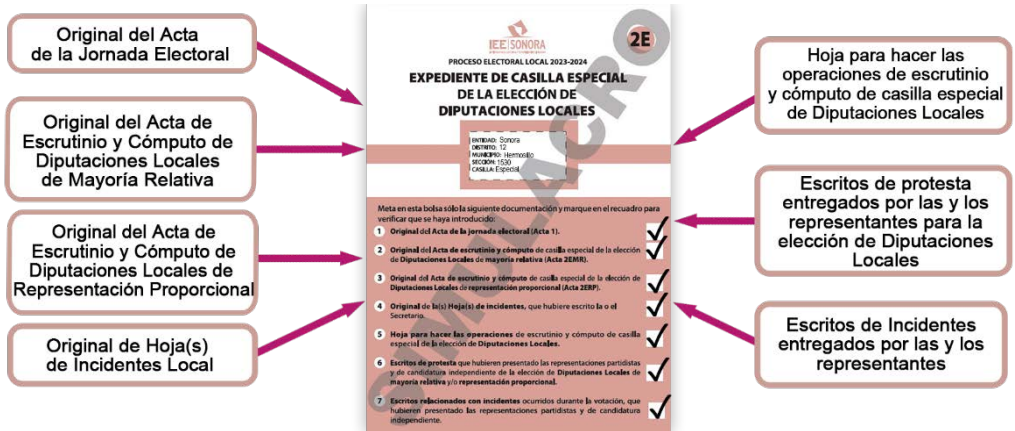 Original del Acta
de la Jornada Electoral
Original del Acta de
Escrutinio y Cómputo de
Diputaciones Locales
de Mayoría Relativa
Original del Acta de
Escrutinio y Cómputo de
Diputaciones Locales de
Representación Proporcional
Original de Hoja(s)
de Incidentes Local
IEE SONORA
2E
PROCESO ELECTORAL LOCAL 2023-2024
EXPEDIENTE DE CASILLA ESPECIAL
DE LA ELECCIÓN DE
DIPUTACIONES LOCALES
ENTIDAD: Sonora
DISTRITO: 12
MUNICIPIO: Hermosillo
SECCIÓN: 1530
CASILLA: Especial
Meta en esta bolsa sólo la siguiente documentación y marque en el recuadro para
verificar que se haya introducido:
1 Original del Acta de la jornada electoral (Acta 1).
2 Original del Acta de escrutinio y cómputo de casilla especial de la elección
de Diputaciones Locales de mayoría relativa (Acta 2EMR).
3 Original del Acta de escrutinio y cómputo de casilla especial de la elección de
Diputaciones Locales de representación proporcional (Acta 2ERP).
4 Original de la(s) Hoja(s) de incidentes, que hubiere escrito la o el
Secretario.
5 Hoja para hacer las operaciones de escrutinio y cómputo de casilla
especial de la elección de Diputaciones Locales.
6 Escritos de protesta que hubieren presentado las representaciones partidistas
y de candidatura independiente de la elección de Diputaciones Locales de
mayoría relativa y/o representación proporcional.
7 Escritos relacionados con incidentes ocurridos durante la votación, que
hubieren presentado las representaciones partidistas y de candidatura
independiente.
SIMULACRO
Hoja para hacer las
operaciones de escrutinio
y cómputo de casilla especial
de Diputaciones Locales
Escritos de protesta
entregados por las y los
representantes para la
elección de Diputaciones
Locales
Escritos de Incidentes
entregados por las y los
representantes